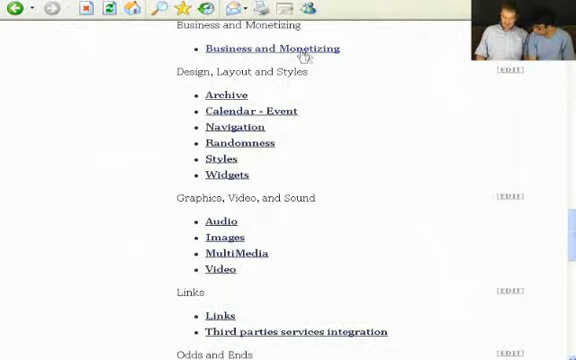 Business and Monetizing
Business and Monetizing
Design, Layout and Styles [EDIT]
Archive
Calendar - Event
Navigation
Randomness
Styles
Widgets
Graphics, Video, and Sound [EDIT]
Audio
Images
MultiMedia
Video
Links [EDIT]
Links
Third parties services integration
Odds and Ends [EDIT]